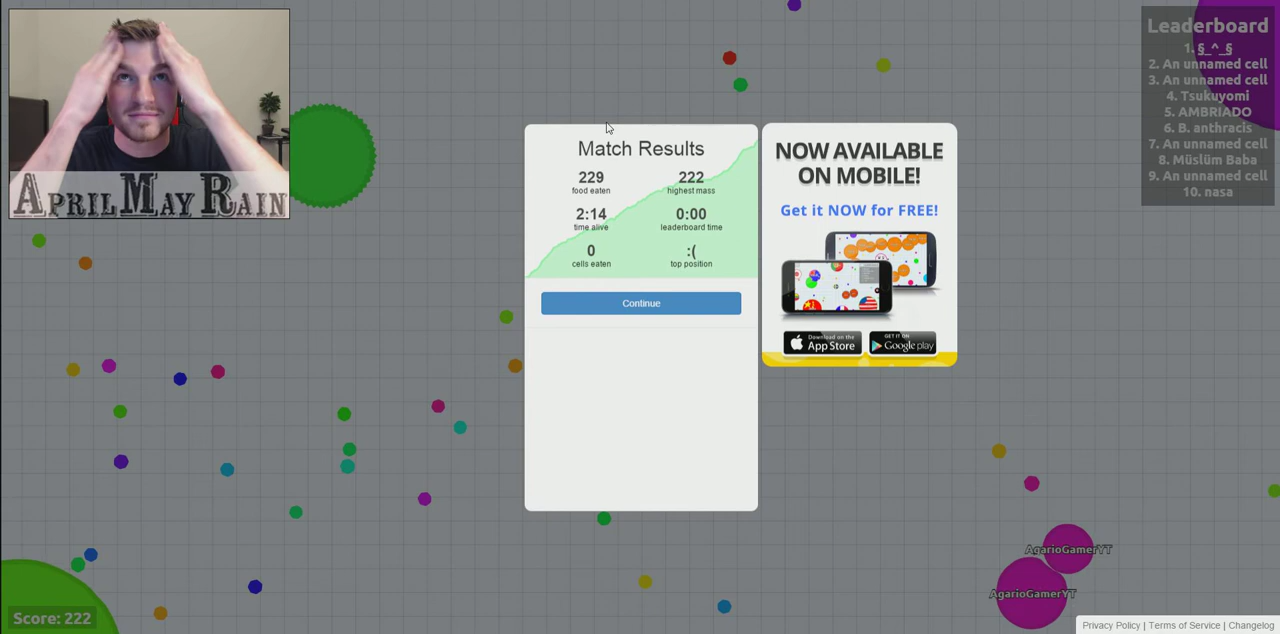 APRIL MAY RAIN
Match Results
229
food eaten
222
highest mass
2:14
time alive
0:00
leaderboard time
0
cells eaten
:(
top position
Continue
NOW AVAILABLE
ON MOBILE!
Get it NOW for FREE!
Download on the
App Store
GET IT ON
Google play
Leaderboard
1. §_^_§
2. An unnamed cell
3. An unnamed cell
4. Tsukuyomi
5. AMBRIADO
6. B. anthracis
7. An unnamed cell
8. Müslüm Baba
9. An unnamed cell
10. nasa
AgarioGamerYT
AgarioGamerYT
Score: 222
Privacy Policy | Terms of Service | Changelog